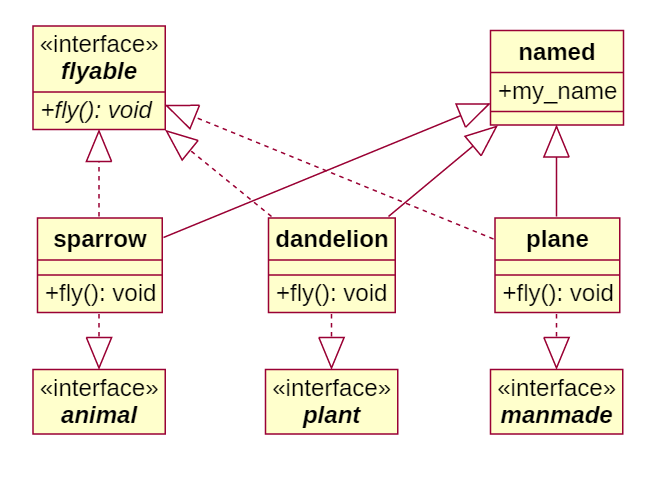 «interface»
flyable
+fly(): void
named
+my_name
sparrow
+fly(): void
dandelion
+fly(): void
plane
+fly(): void
«interface»
animal
«interface»
plant
«interface»
manmade